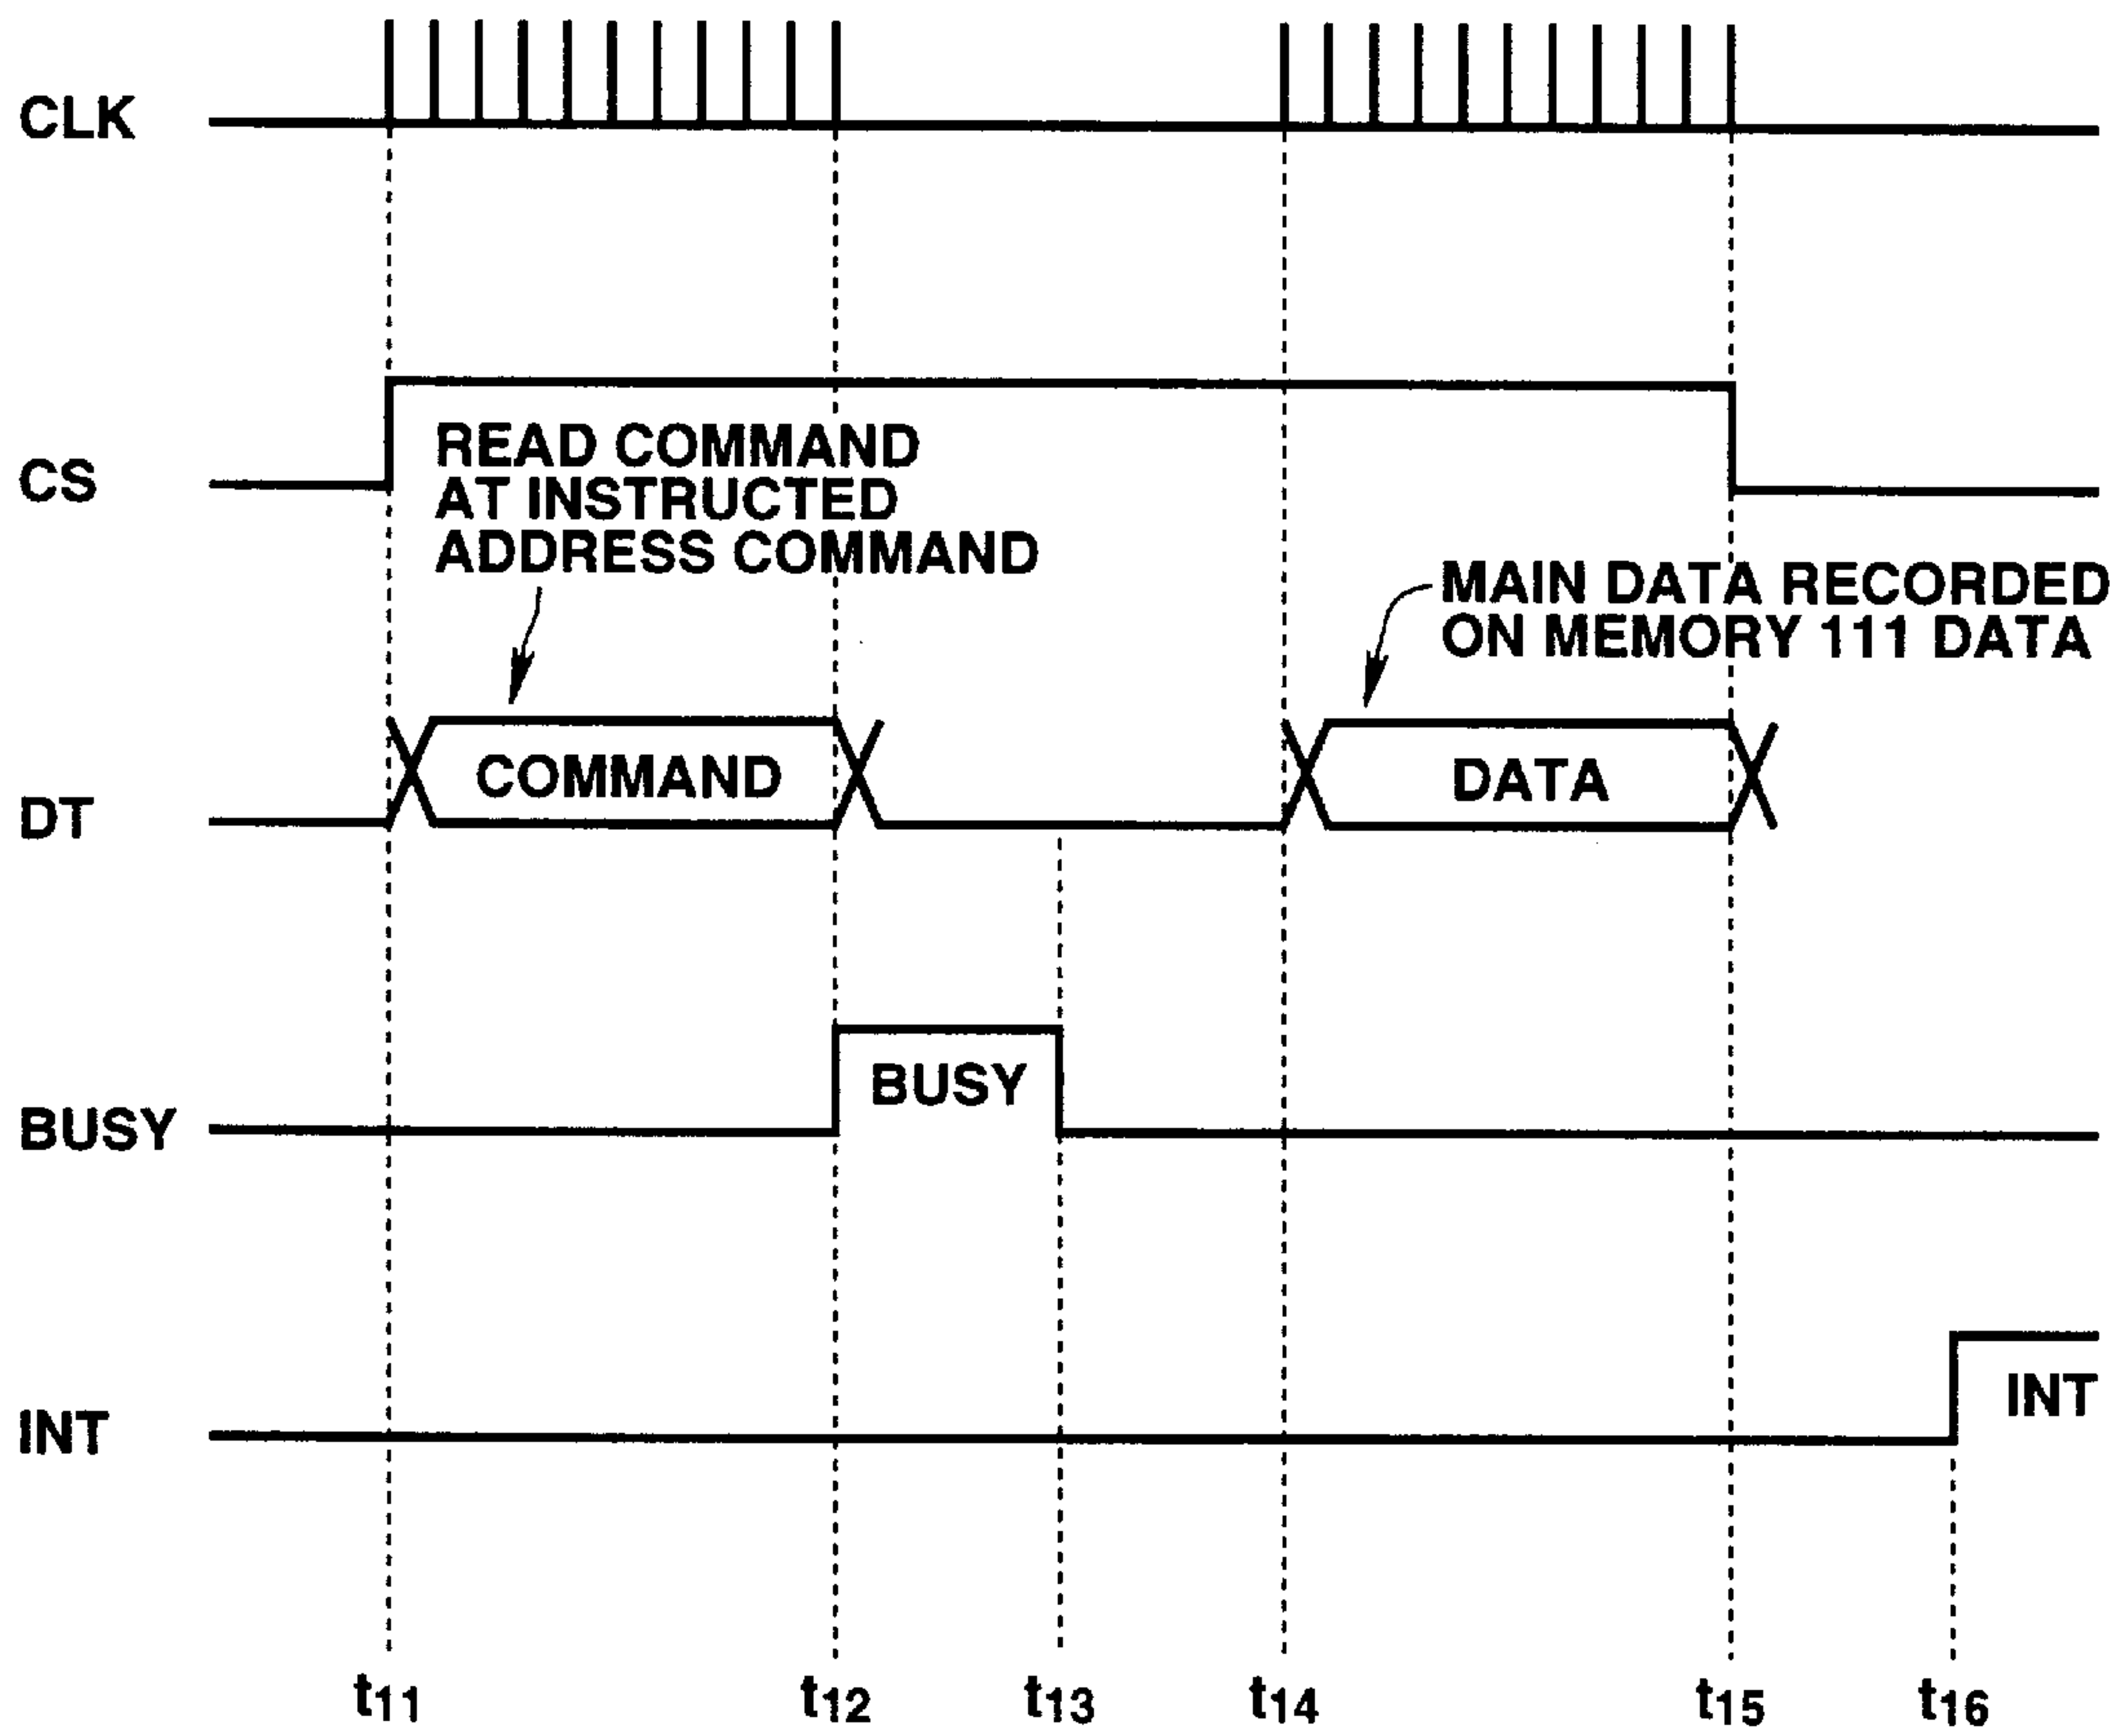 CLK
CS
READ COMMAND
AT INSTRUCTED
ADDRESS COMMAND
MAIN DATA RECORDED
ON MEMORY 111 DATA
DT
COMMAND
DATA
BUSY
BUSY
INT
INT
t11 t12 t13 t14 t15 t16